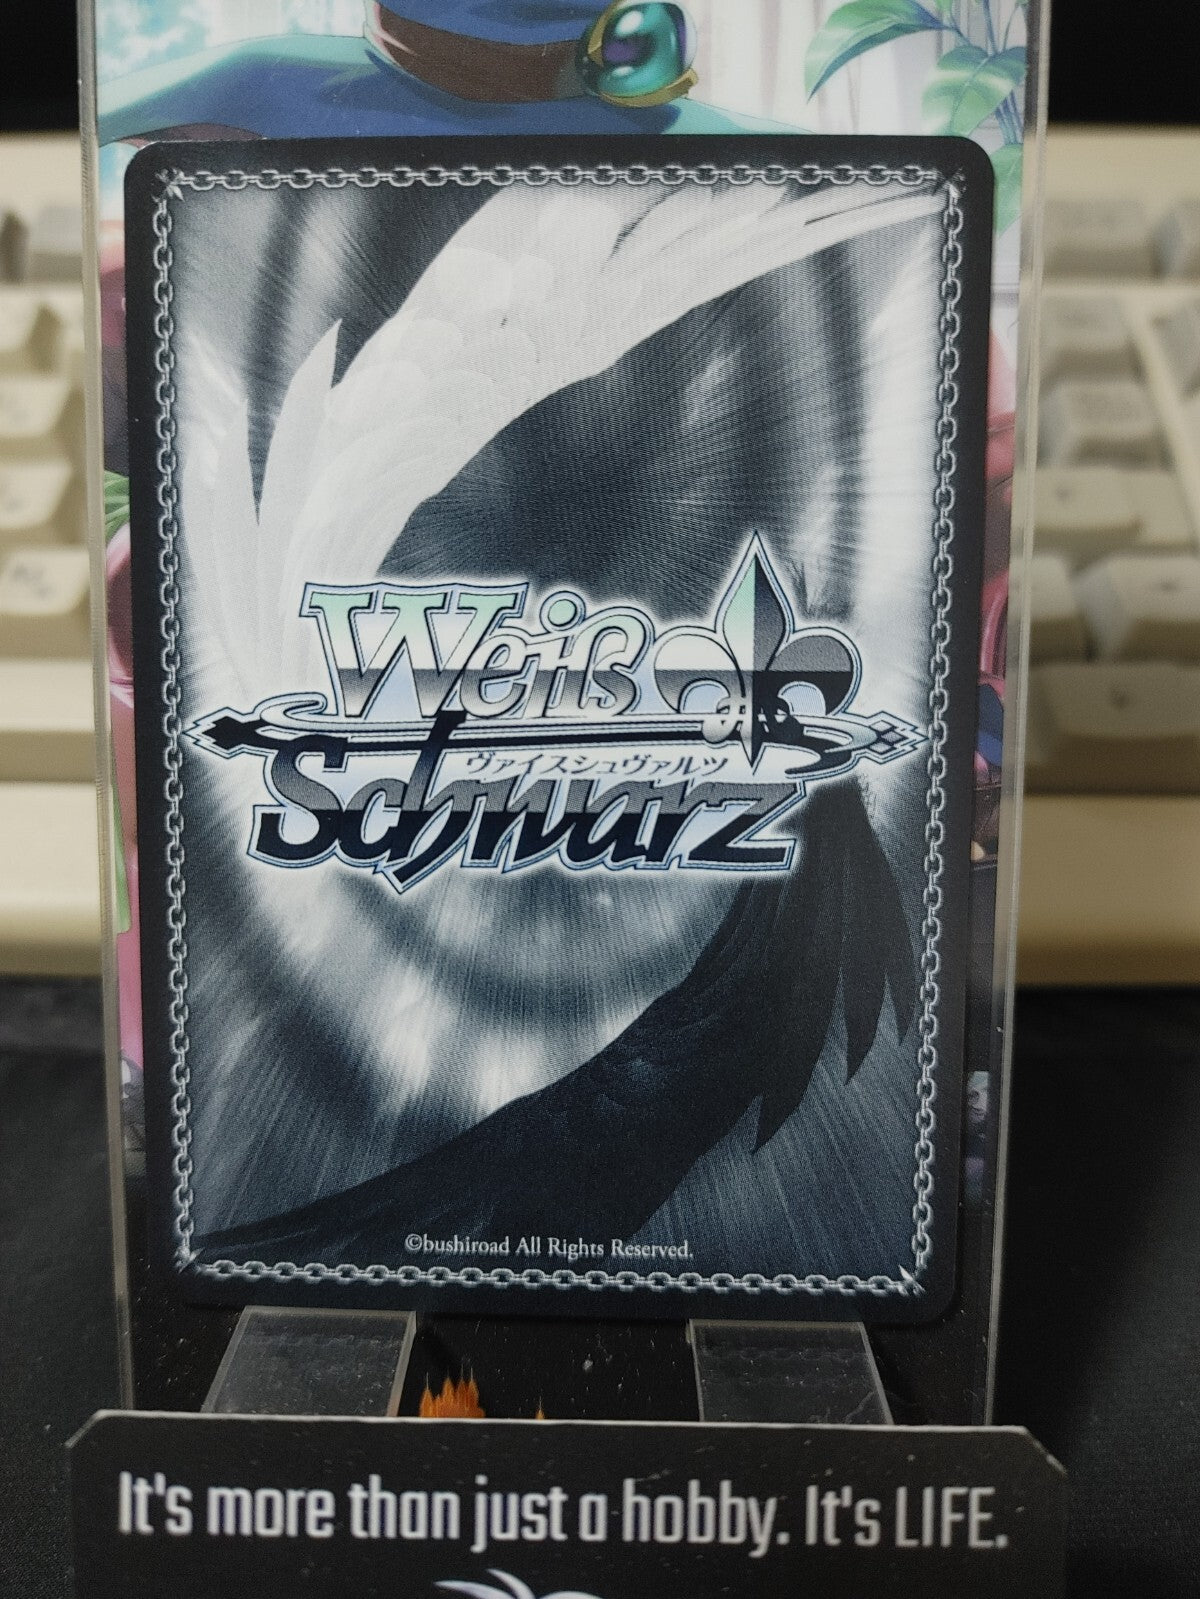 Weiß
ヴァイスシュヴァルツ
Schwarz
©bushiroad All Rights Reserved.
It's more than just a hobby. It's LIFE.